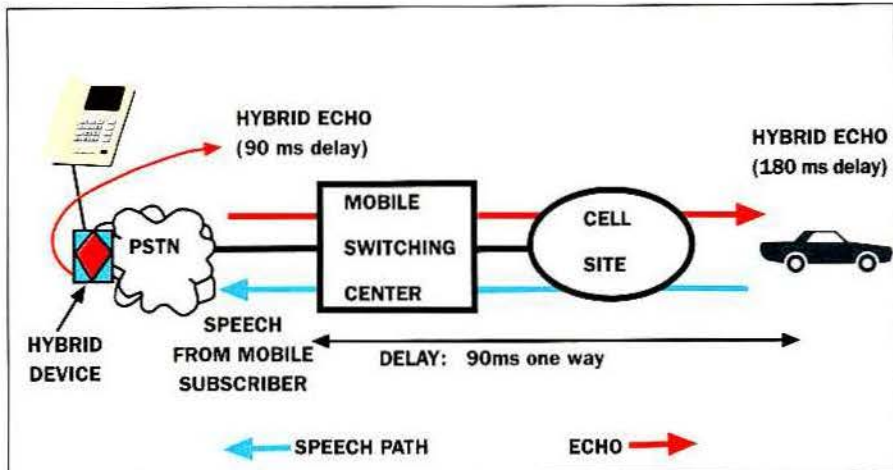 HYBRID ECHO
(90 ms delay)
HYBRID ECHO
(180 ms delay)
MOBILE
SWITCHING
CENTER
CELL
SITE
PSTN
HYBRID
DEVICE
SPEECH
FROM MOBILE
SUBSCRIBER
DELAY: 90ms one way
SPEECH PATH
ECHO